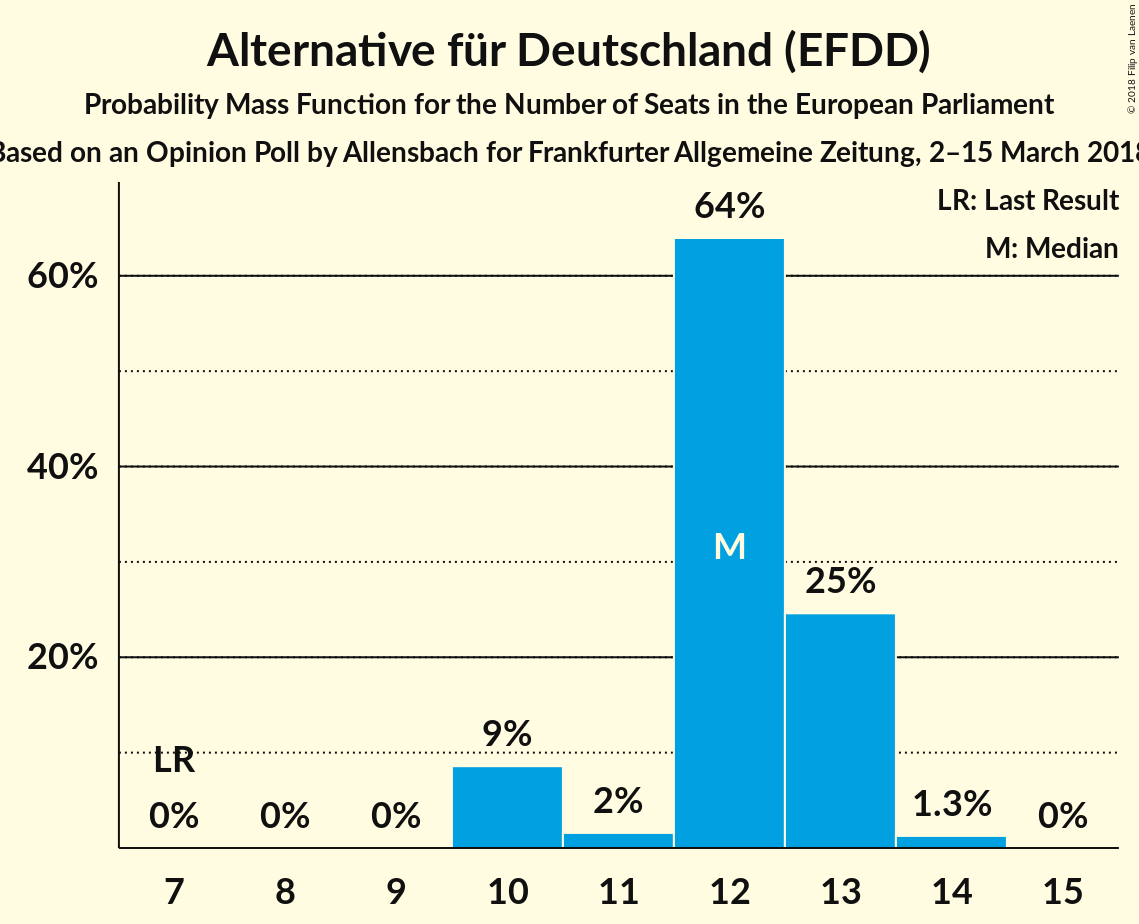 Alternative für Deutschland (EFDD)
Probability Mass Function for the Number of Seats in the European Parliament
Based on an Opinion Poll by Allensbach for Frankfurter Allgemeine Zeitung, 2–15 March 2018
© 2018 Filip van Laenen
LR: Last Result
M: Median
60%
40%
20%
LR
0%
0%
0%
9%
2%
64%
M
25%
1.3%
0%
7 8 9 10 11 12 13 14 15